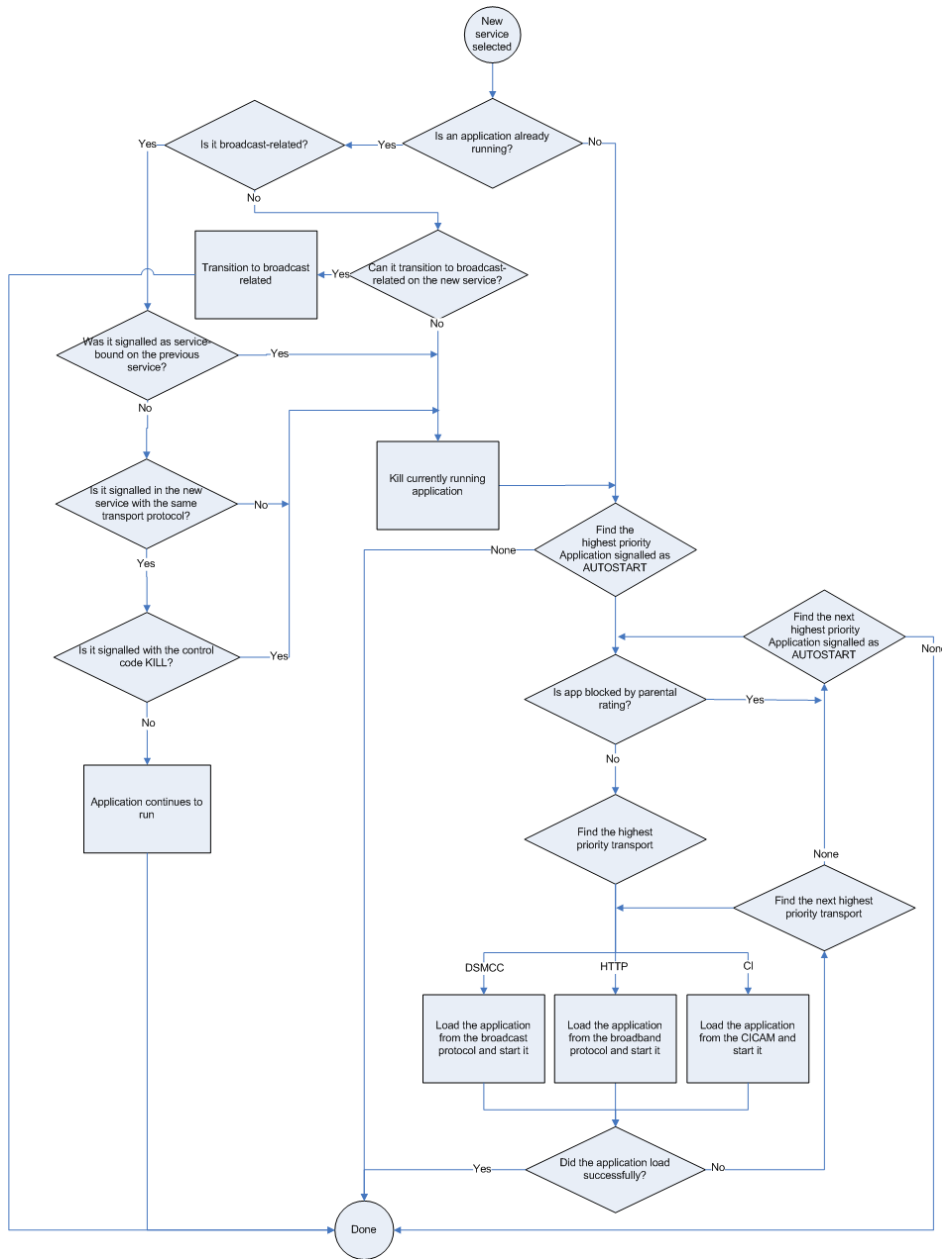 New
service
selected
Is an application already
running?
Yes
No
Is it broadcast-related?
Yes
No
Transition to broadcast
related
Yes
Can it transition to broadcast-
related on the new service?
No
Was it signalled as service-
bound on the previous
service?
Yes
No
Kill currently running
application
Is it signalled in the new
service with the same
transport protocol?
No
Yes
Find the
highest priority
Application signalled as
AUTOSTART
None
Find the next
highest priority
Application signalled as
AUTOSTART
None
Is it signalled with the control
code KILL?
Yes
No
Is app blocked by parental
rating?
Yes
No
Application continues to
run
Find the highest
priority transport
None
Find the next highest
priority transport
DSMCC
HTTP
CI
Load the application
from the broadcast
protocol and start it
Load the application
from the broadband
protocol and start it
Load the application
from the CICAM and
start it
Did the application load
successfully?
Yes
No
Done